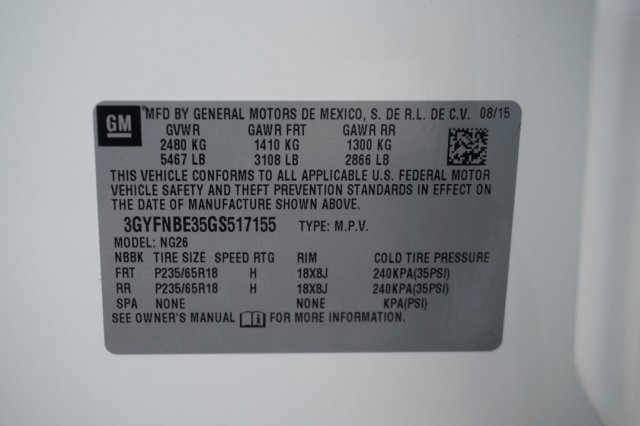 GM
MFD BY GENERAL MOTORS DE MEXICO, S. DE R.L. DE C.V. 08/15
GVWR GAWR FRT GAWR RR
2480 KG 1410 KG 1300 KG
5467 LB 3108 LB 2866 LB
THIS VEHICLE CONFORMS TO ALL APPLICABLE U.S. FEDERAL MOTOR
VEHICLE SAFETY AND THEFT PREVENTION STANDARDS IN EFFECT ON
THE DATE OF MANUFACTURE SHOWN ABOVE.
3GYFNBE35GS517155 TYPE: M.P.V.
MODEL: NG26
NBBK TIRE SIZE SPEED RTG RIM COLD TIRE PRESSURE
FRT P235/65R18 H 18X8J 240KPA(35PSI)
RR P235/65R18 H 18X8J 240KPA(35PSI)
SPA NONE NONE KPA(PSI)
SEE OWNER'S MANUAL FOR MORE INFORMATION.